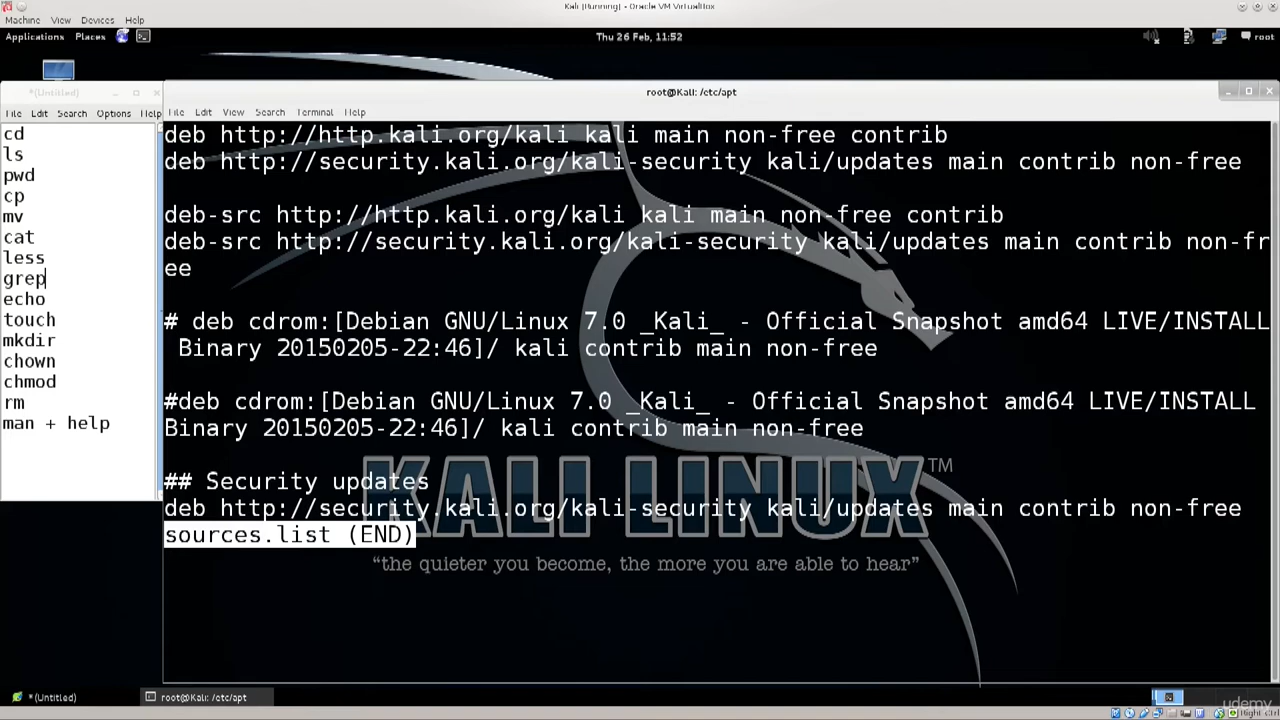 Kali [Running] - Oracle VM VirtualBox
Machine View Devices Help
Applications Places Thu 26 Feb, 11:52 root
*(Untitled)
File Edit Search Options Help
cd
ls
pwd
cp
mv
cat
less
grep
echo
touch
mkdir
chown
chmod
rm
man + help
root@Kali: /etc/apt
File Edit View Search Terminal Help
deb http://http.kali.org/kali kali main non-free contrib
deb http://security.kali.org/kali-security kali/updates main contrib non-free
deb-src http://http.kali.org/kali kali main non-free contrib
deb-src http://security.kali.org/kali-security kali/updates main contrib non-fr
ee
# deb cdrom:[Debian GNU/Linux 7.0 _Kali_ - Official Snapshot amd64 LIVE/INSTALL
Binary 20150205-22:46]/ kali contrib main non-free
#deb cdrom:[Debian GNU/Linux 7.0 _Kali_ - Official Snapshot amd64 LIVE/INSTALL
Binary 20150205-22:46]/ kali contrib main non-free
## Security updates
deb http://security.kali.org/kali-security kali/updates main contrib non-free
sources.list (END)
KALI LINUX TM
“the quieter you become, the more you are able to hear”
*(Untitled) root@Kali: /etc/apt
udemy
Right Ctrl